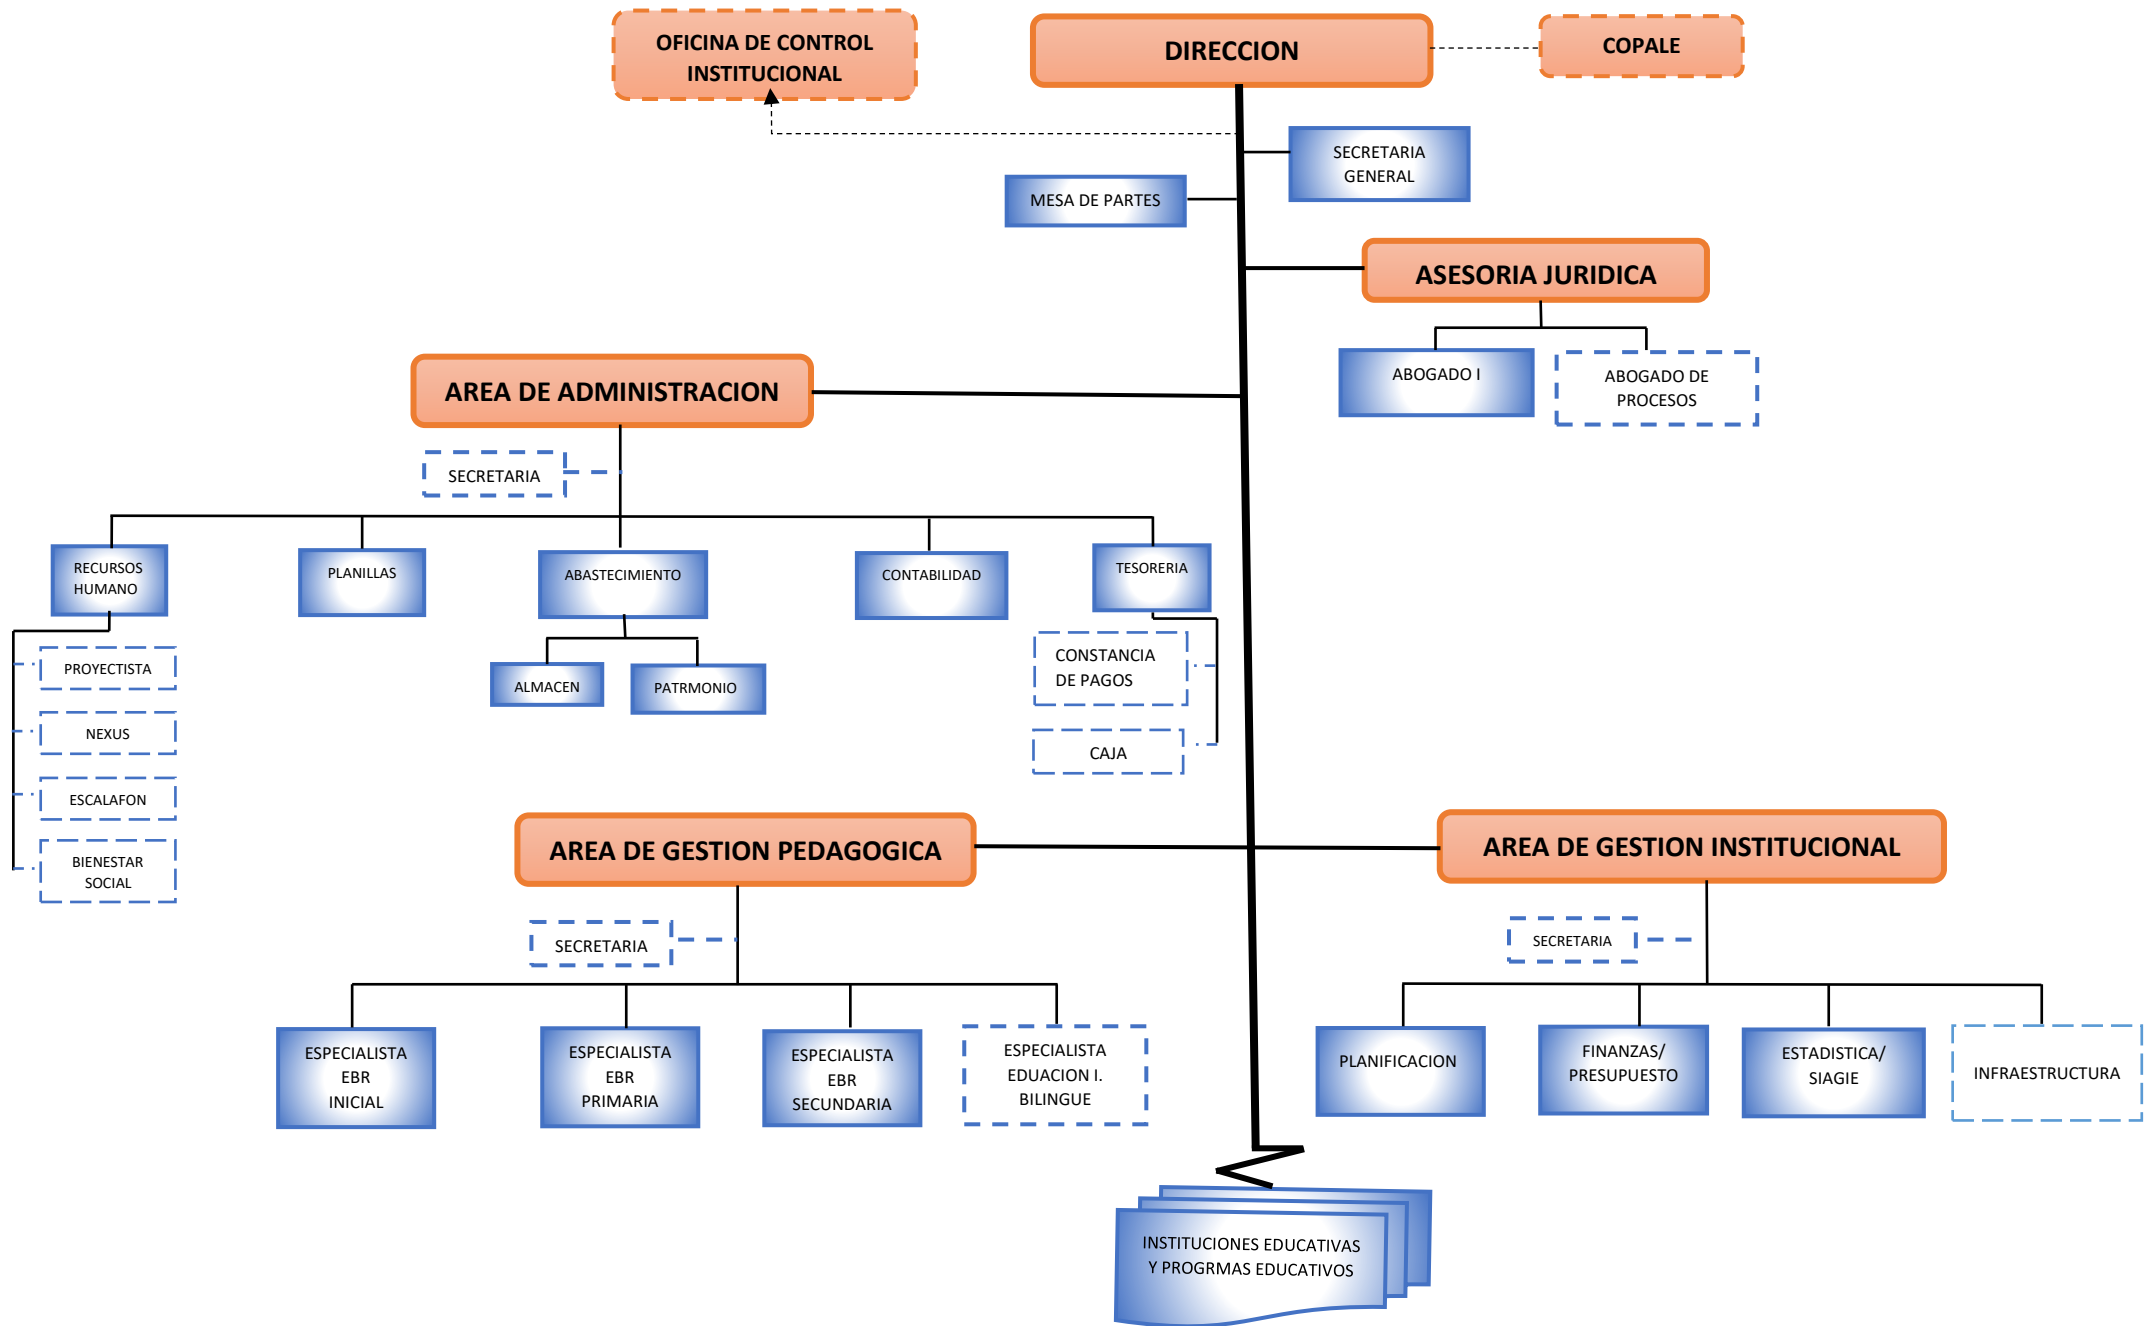 OFICINA DE CONTROL
INSTITUCIONAL
DIRECCION
COPALE
SECRETARIA
GENERAL
MESA DE PARTES
ASESORIA JURIDICA
ABOGADO I
ABOGADO DE
PROCESOS
AREA DE ADMINISTRACION
SECRETARIA
RECURSOS
HUMANO
PLANILLAS
ABASTECIMIENTO
CONTABILIDAD
TESORERIA
PROYECTISTA
NEXUS
ESCALAFON
BIENESTAR
SOCIAL
ALMACEN
PATRMONIO
CONSTANCIA
DE PAGOS
CAJA
AREA DE GESTION PEDAGOGICA
SECRETARIA
ESPECIALISTA
EBR
INICIAL
ESPECIALISTA
EBR
PRIMARIA
ESPECIALISTA
EBR
SECUNDARIA
ESPECIALISTA
EDUACION I.
BILINGUE
AREA DE GESTION INSTITUCIONAL
SECRETARIA
PLANIFICACION
FINANZAS/
PRESUPUESTO
ESTADISTICA/
SIAGIE
INFRAESTRUCTURA
INSTITUCIONES EDUCATIVAS
Y PROGRMAS EDUCATIVOS